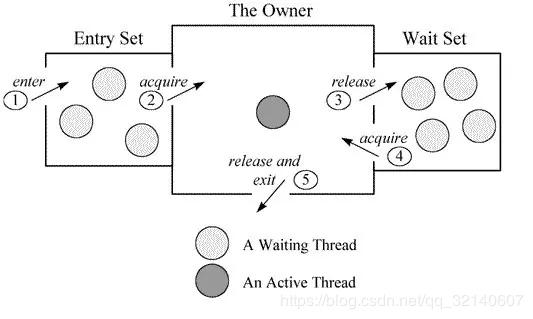 The Owner
Entry Set
Wait Set
enter
acquire
release
1
2
3
acquire
4
release and
exit
5
A Waiting Thread
An Active Thread
https://blog.csdn.net/qq_32140607